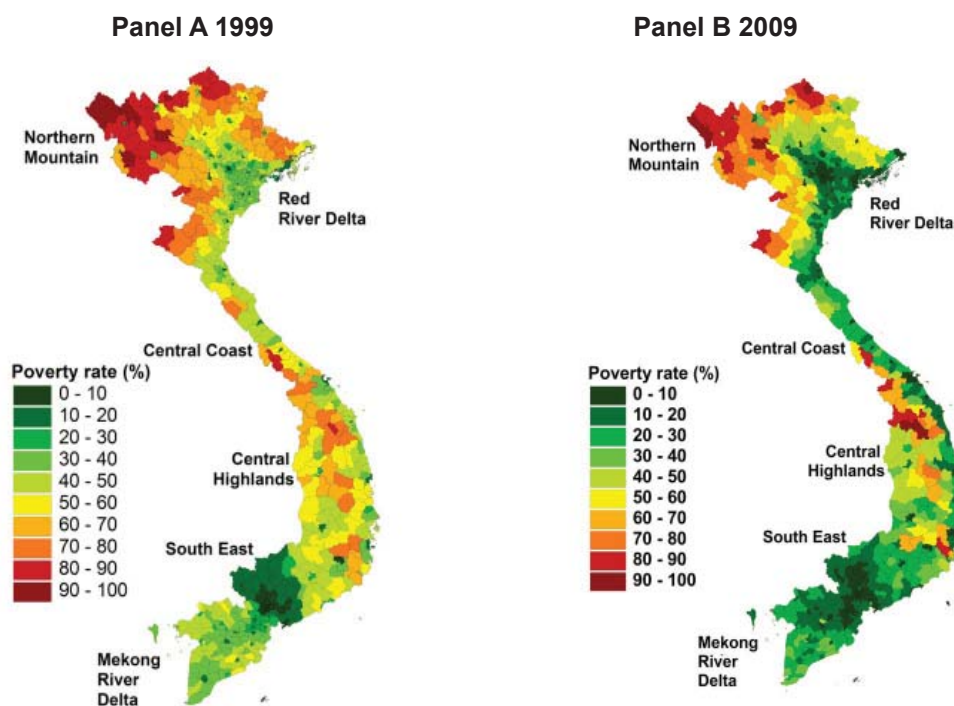 Panel A 1999
Northern
Mountain
Red
River Delta
Central Coast
Poverty rate (%)
0 - 10
10 - 20
20 - 30
30 - 40
40 - 50
50 - 60
60 - 70
70 - 80
80 - 90
90 - 100
Central
Highlands
South East
Mekong
River
Delta
Panel B 2009
Northern
Mountain
Red
River Delta
Central Coast
Poverty rate (%)
0 - 10
10 - 20
20 - 30
30 - 40
40 - 50
50 - 60
60 - 70
70 - 80
80 - 90
90 - 100
Central
Highlands
South East
Mekong
River
Delta